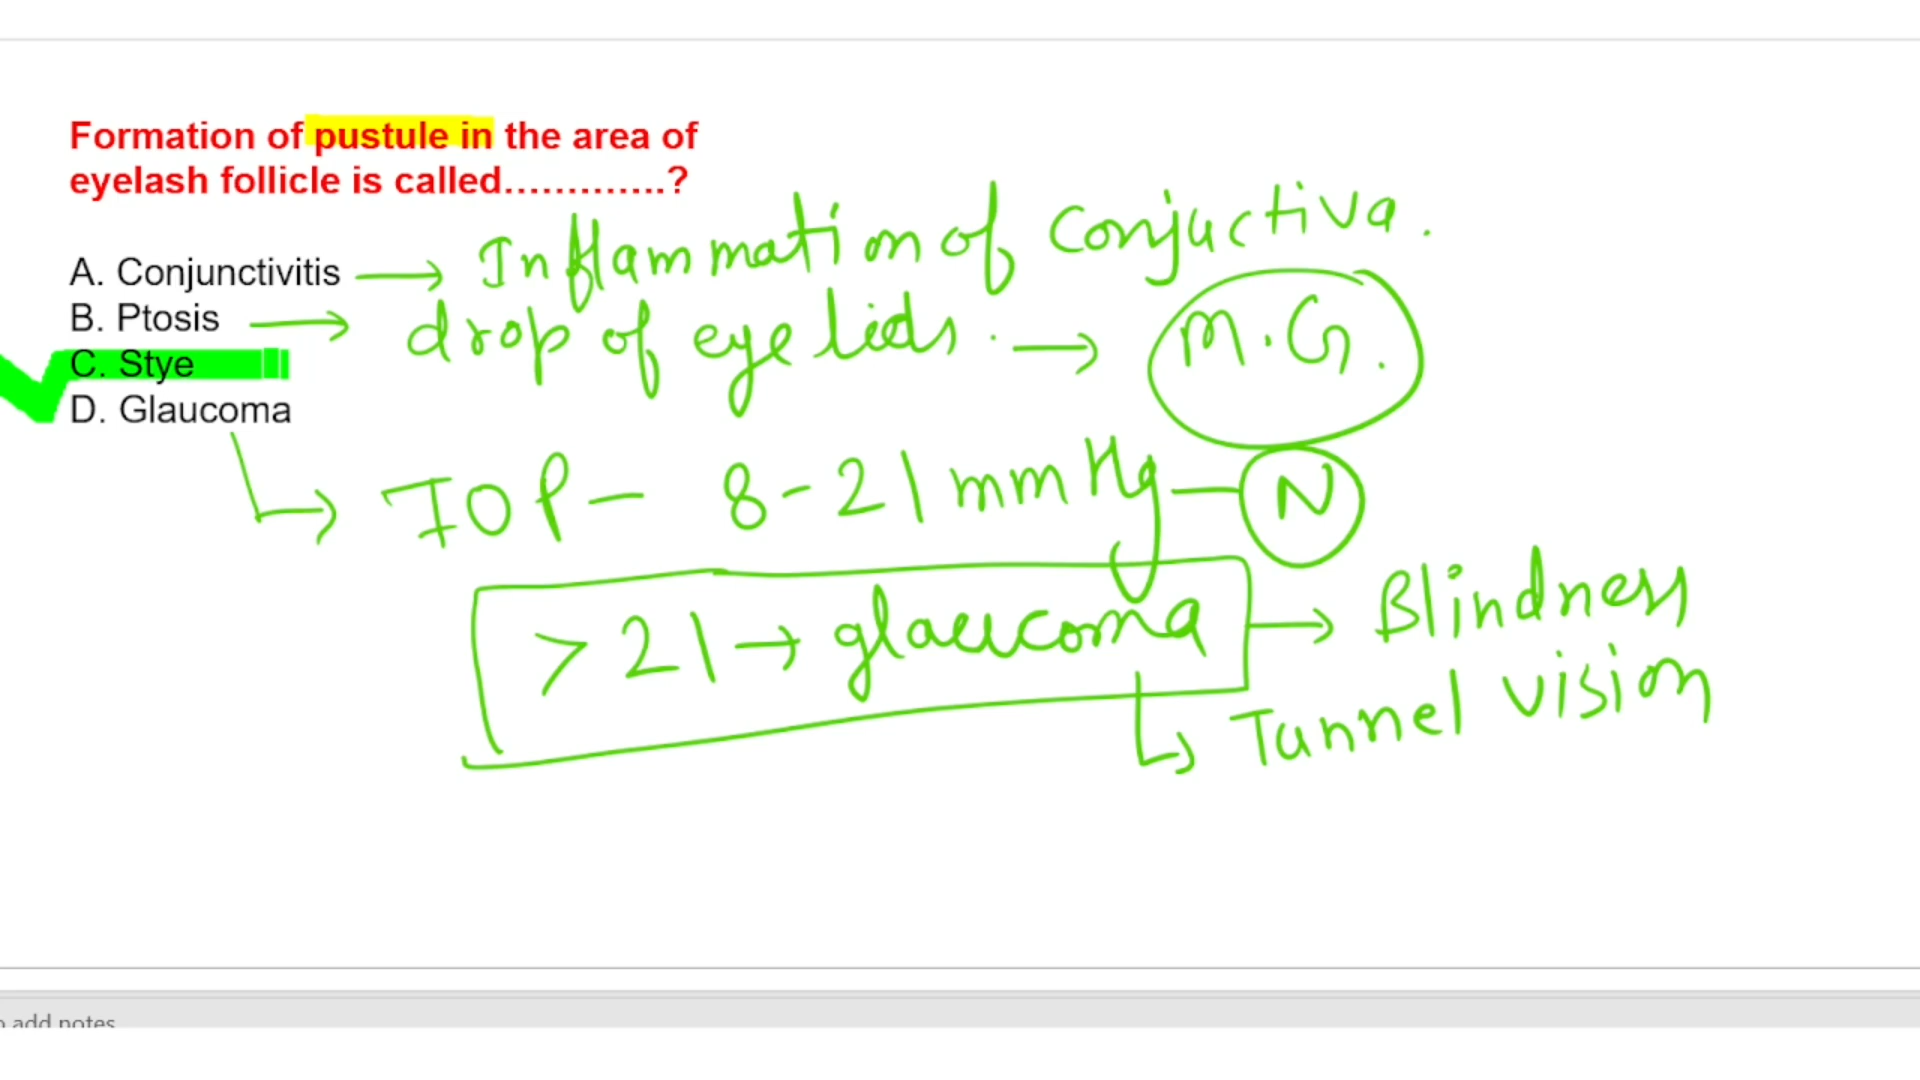 Formation of pustule in the area of
eyelash follicle is called.............?
A. Conjunctivitis → Inflammation of conjuctiva.
B. Ptosis → drop of eye lids. → M.G.
C. Stye
D. Glaucoma
→ IOP - 8-21 mmHg - N
> 21 → glaucoma → Blindness
→ Tunnel vision
add notes